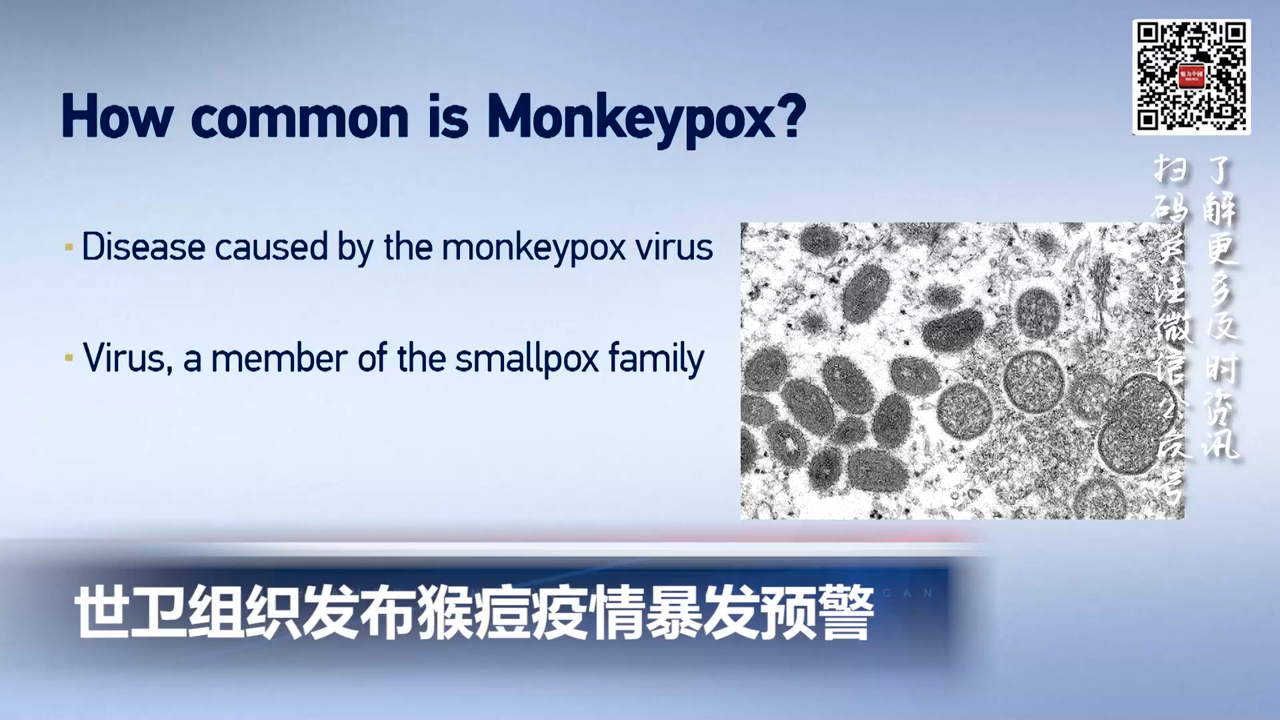 How common is Monkeypox?
Disease caused by the monkeypox virus
Virus, a member of the smallpox family
了解更多及时资讯
扫码关注微信公众号
世卫组织发布猴痘疫情暴发预警